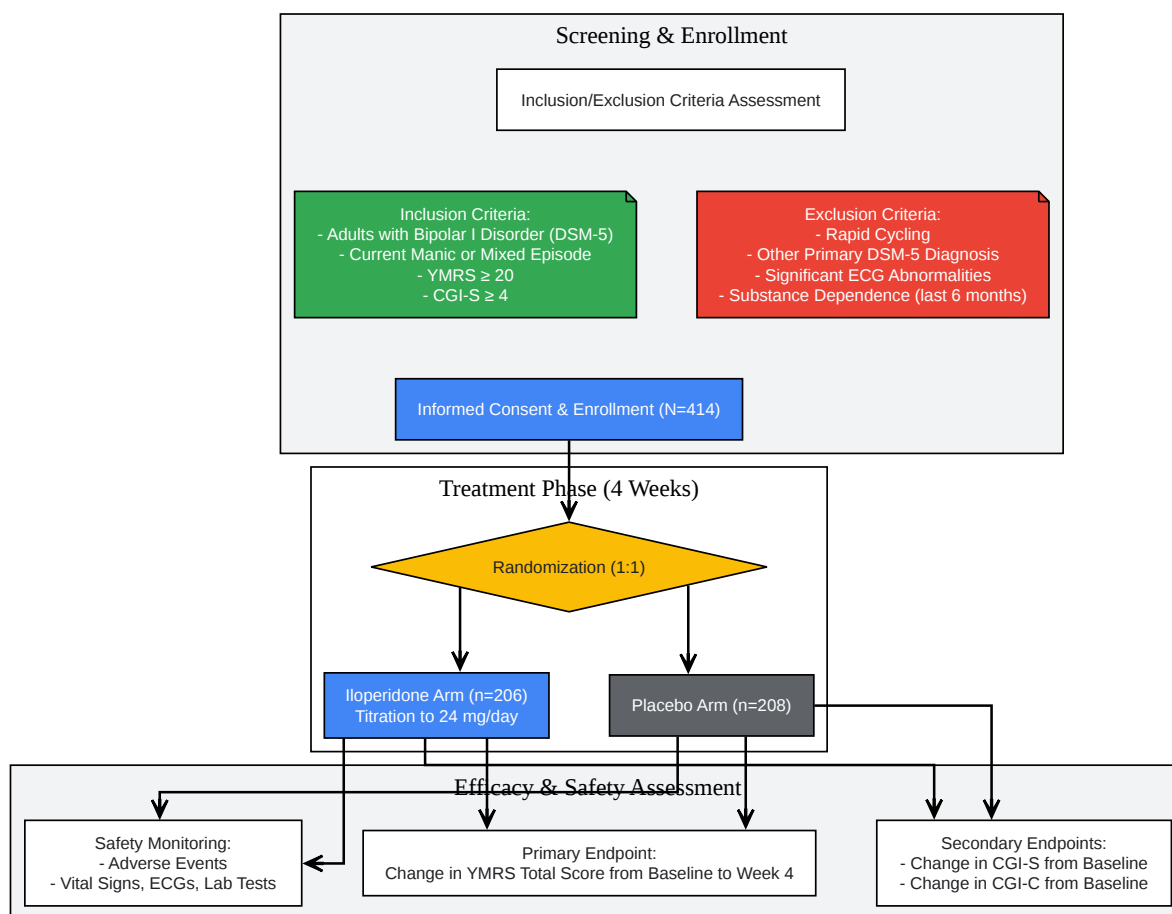 Screening & Enrollment
Inclusion/Exclusion Criteria Assessment
Inclusion Criteria:
- Adults with Bipolar I Disorder (DSM-5)
- Current Manic or Mixed Episode
- YMRS ≥ 20
- CGI-S ≥ 4
Exclusion Criteria:
- Rapid Cycling
- Other Primary DSM-5 Diagnosis
- Significant ECG Abnormalities
- Substance Dependence (last 6 months)
Informed Consent & Enrollment (N=414)
Treatment Phase (4 Weeks)
Randomization (1:1)
Iloperidone Arm (n=206)
Titration to 24 mg/day
Placebo Arm (n=208)
Efficacy & Safety Assessment
Safety Monitoring:
- Adverse Events
- Vital Signs, ECGs, Lab Tests
Primary Endpoint:
Change in YMRS Total Score from Baseline to Week 4
Secondary Endpoints:
- Change in CGI-S from Baseline
- Change in CGI-C from Baseline